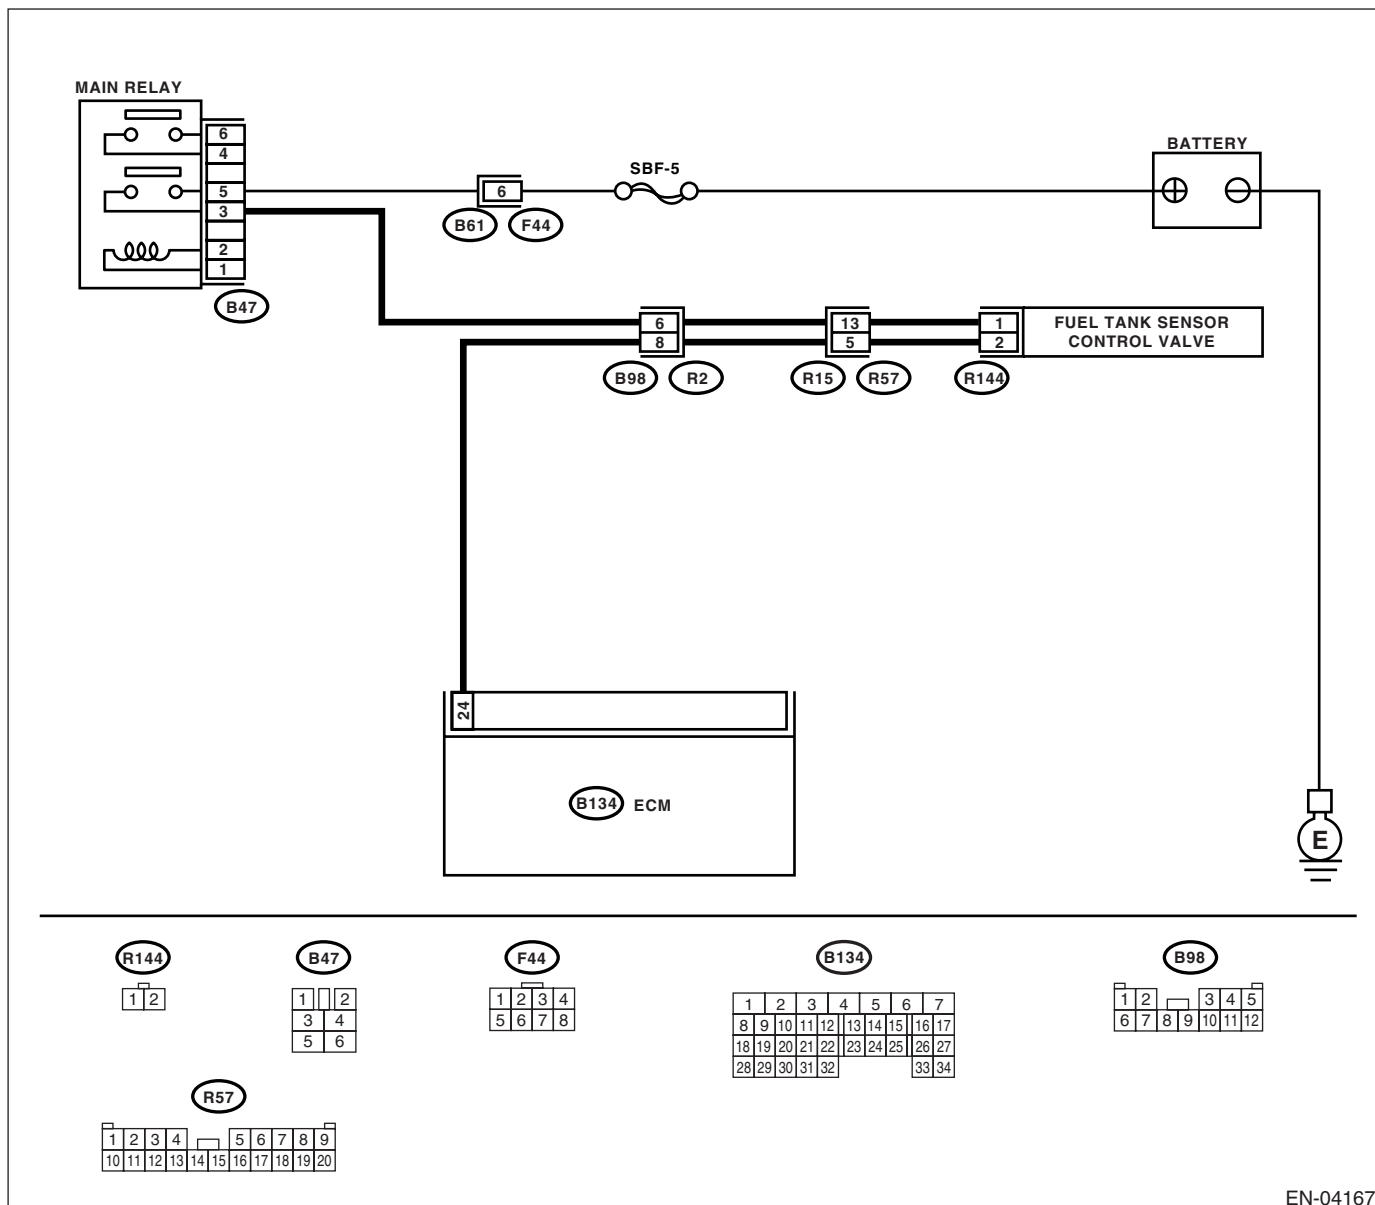 MAIN RELAY
6
4
5
3
2
1
B47
6
B61 F44
SBF-5
BATTERY
6 13 1
8 5 2
FUEL TANK SENSOR
CONTROL VALVE
B98 R2 R15 R57 R144
24
B134 ECM
E
R144
1 2
B47
1 2
3 4
5 6
F44
1 2 3 4
5 6 7 8
B134
1 2 3 4 5 6 7
8 9 10 11 12 13 14 15 16 17
18 19 20 21 22 23 24 25 26 27
28 29 30 31 32 33 34
B98
1 2 3 4 5
6 7 8 9 10 11 12
R57
1 2 3 4 5 6 7 8 9
10 11 12 13 14 15 16 17 18 19 20
EN-04167